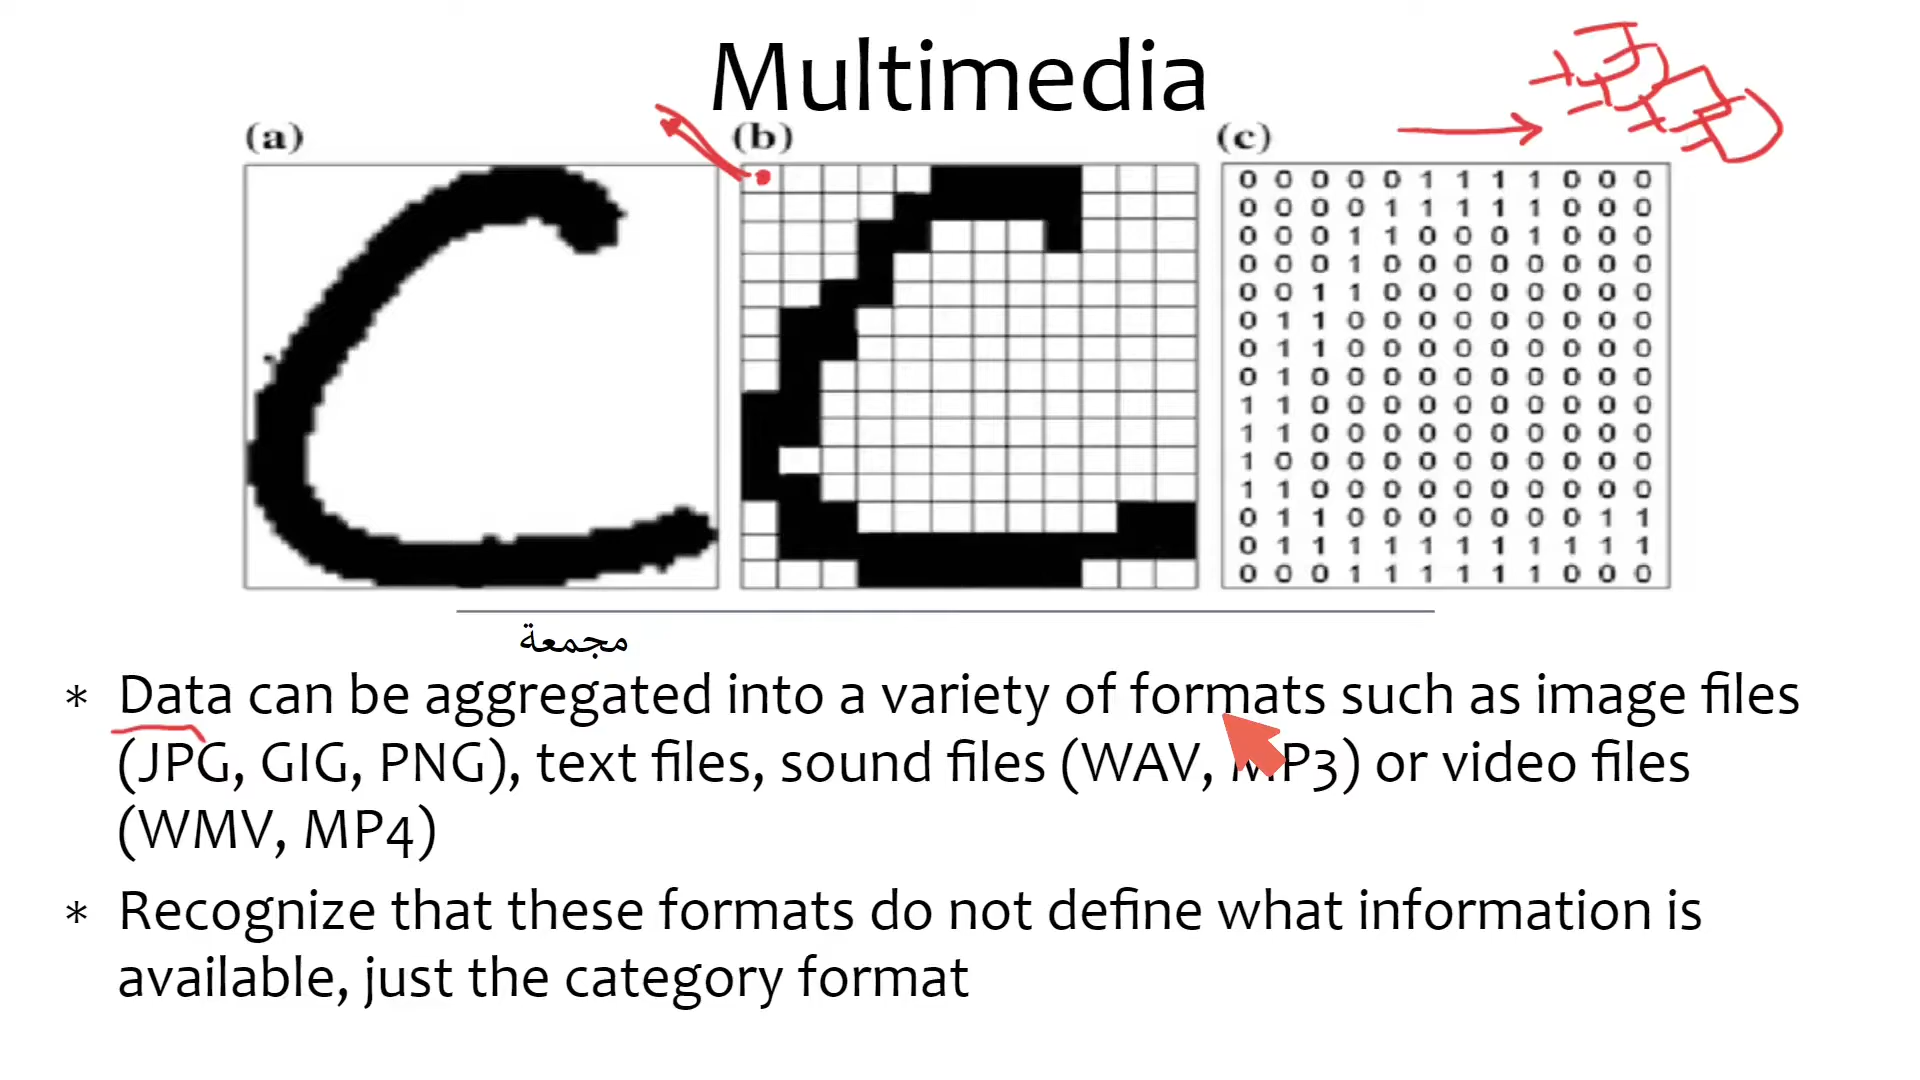 Multimedia
(a) (b) (c)
0 0 0 0 0 1 1 1 1 0 0 0
0 0 0 0 1 1 1 1 1 0 0 0
0 0 0 1 1 0 0 0 1 0 0 0
0 0 0 1 0 0 0 0 0 0 0 0
0 0 1 1 0 0 0 0 0 0 0 0
0 1 1 0 0 0 0 0 0 0 0 0
0 1 1 0 0 0 0 0 0 0 0 0
0 1 0 0 0 0 0 0 0 0 0 0
1 1 0 0 0 0 0 0 0 0 0 0
1 1 0 0 0 0 0 0 0 0 0 0
1 0 0 0 0 0 0 0 0 0 0 0
1 1 0 0 0 0 0 0 0 0 0 0
0 1 1 0 0 0 0 0 0 0 1 1
0 1 1 1 1 1 1 1 1 1 1 1
0 0 0 1 1 1 1 1 1 0 0 0
مجمعة
* Data can be aggregated into a variety of formats such as image files
(JPG, GIG, PNG), text files, sound files (WAV, MP3) or video files
(WMV, MP4)
* Recognize that these formats do not define what information is
available, just the category format